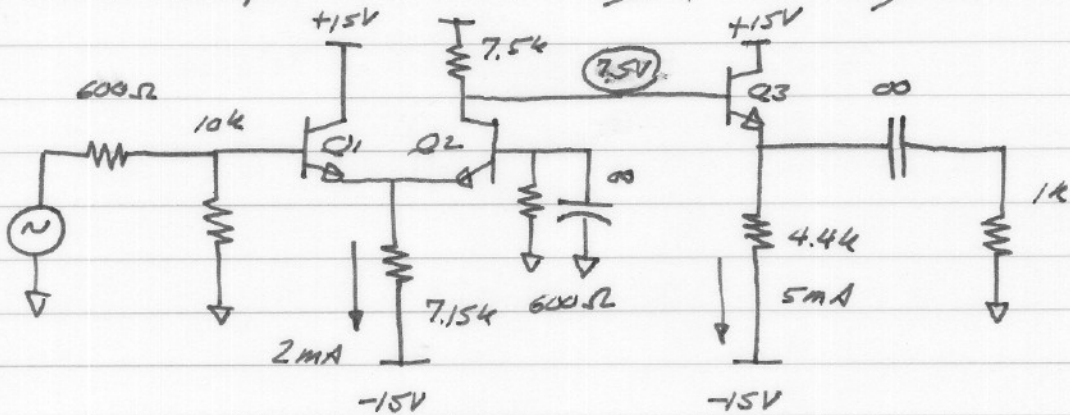 +15V
7.5k
+15V
600Ω
7.5V
Q3
∞
10k
Q1
Q2
∞
1k
4.4k
600Ω
5mA
7.15k
2mA
-15V
-15V